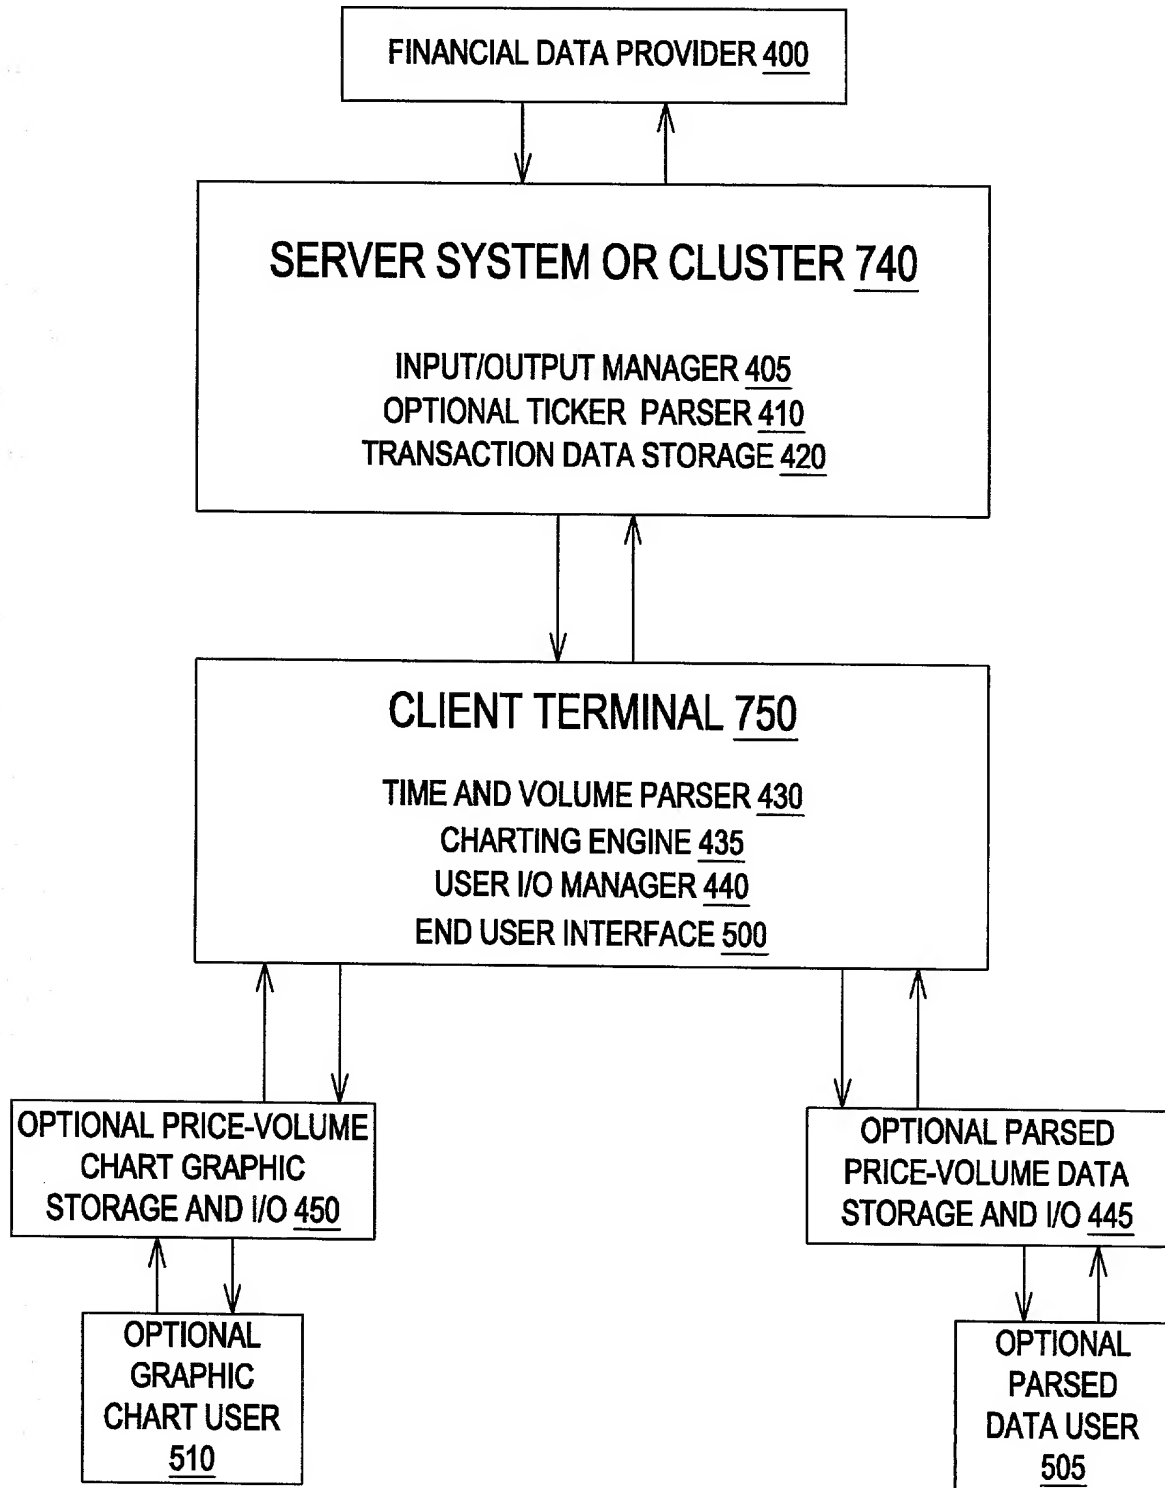 FINANCIAL DATA PROVIDER 400
SERVER SYSTEM OR CLUSTER 740
INPUT/OUTPUT MANAGER 405
OPTIONAL TICKER PARSER 410
TRANSACTION DATA STORAGE 420
CLIENT TERMINAL 750
TIME AND VOLUME PARSER 430
CHARTING ENGINE 435
USER I/O MANAGER 440
END USER INTERFACE 500
OPTIONAL PRICE-VOLUME
CHART GRAPHIC
STORAGE AND I/O 450
OPTIONAL PARSED
PRICE-VOLUME DATA
STORAGE AND I/O 445
OPTIONAL
GRAPHIC
CHART USER
510
OPTIONAL
PARSED
DATA USER
505